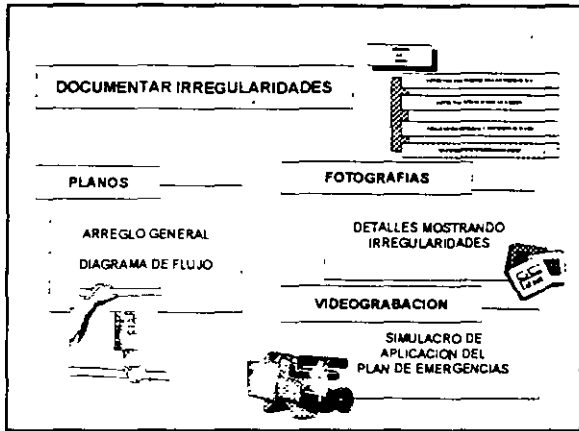 DOCUMENTAR IRREGULARIDADES
PLANOS
ARREGLO GENERAL
DIAGRAMA DE FLUJO
FOTOGRAFIAS
DETALLES MOSTRANDO
IRREGULARIDADES
VIDEOGRABACION
SIMULACRO DE
APLICACION DEL
PLAN DE EMERGENCIAS